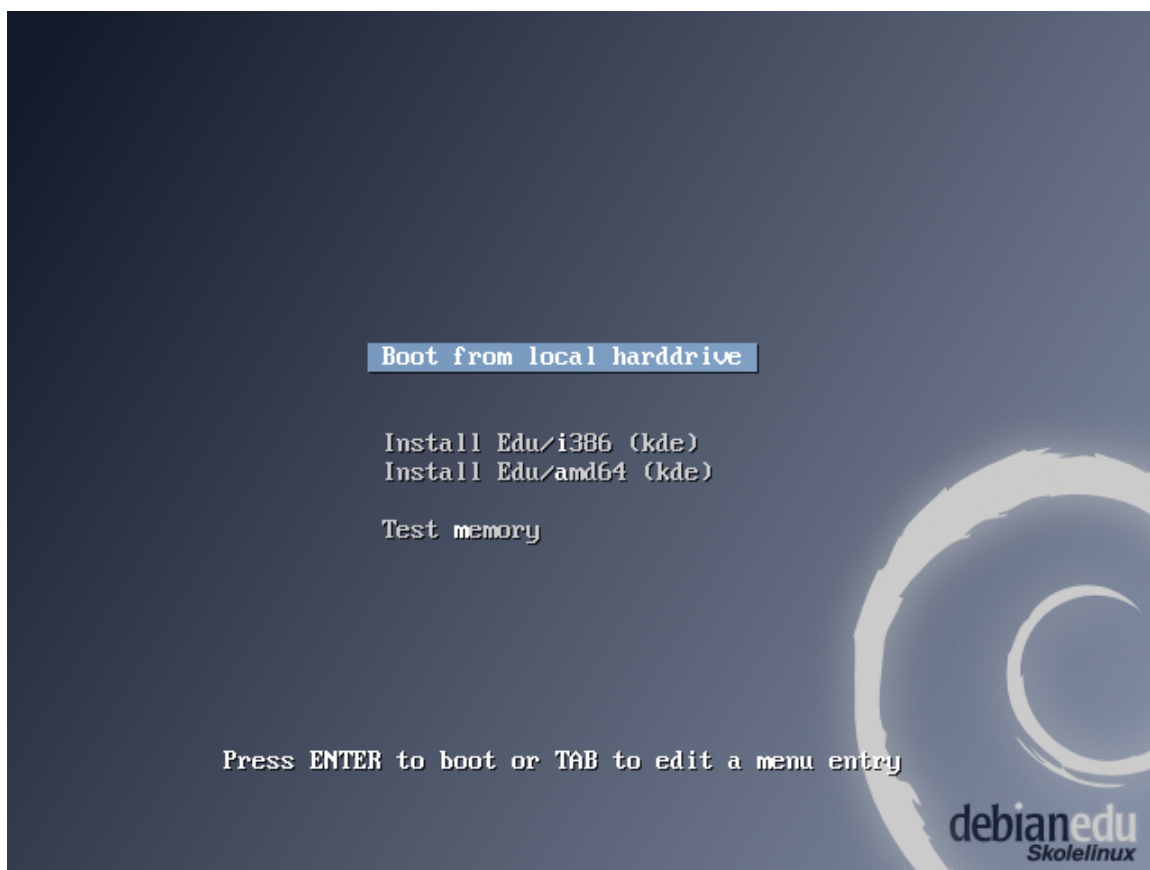 Boot from local harddrive
Install Edu/i386 (kde)
Install Edu/amd64 (kde)
Test memory
Press ENTER to boot or TAB to edit a menu entry
debianedu
Skolelinux